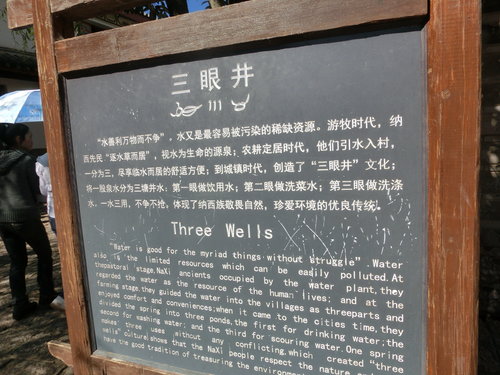 三眼井
"水善利万物而不争"，水又是最容易被污染的稀缺资源。游牧时代，纳
西先民"逐水草而居"，视水为生命的源泉；农耕定居时代，他们引水入村，
一分为三，尽享临水而居的舒适方便；到城镇时代，创造了"三眼井"文化；
将一股泉水分为三塘井水：第一眼做饮用水；第二眼做洗菜水；第三眼做洗涤
水，一水三用，不争不抢，体现了纳西族敬畏自然，珍爱环境的优良传统。
Three Wells
"Water is good for the myriad things without struggle". Water
also is the limited resources which can be easily polluted. At
thepastoral stage, NaXi ancients occupied by the water plant, they
regarded the water as the resource of the human lives; and at the
farming stage, they guided the water into the villages as threeparts and
enjoyed comfort and conveniences; when it came to the cities time, they
divided the spring into three ponds, the first for drinking water; the
second for washing water; and the third for scouring water. One spring
makes three uses without any conflicting, which created "three
wells" culture, shows that the NaXi people respect the nature and
have the good tradition of treasuring the environment